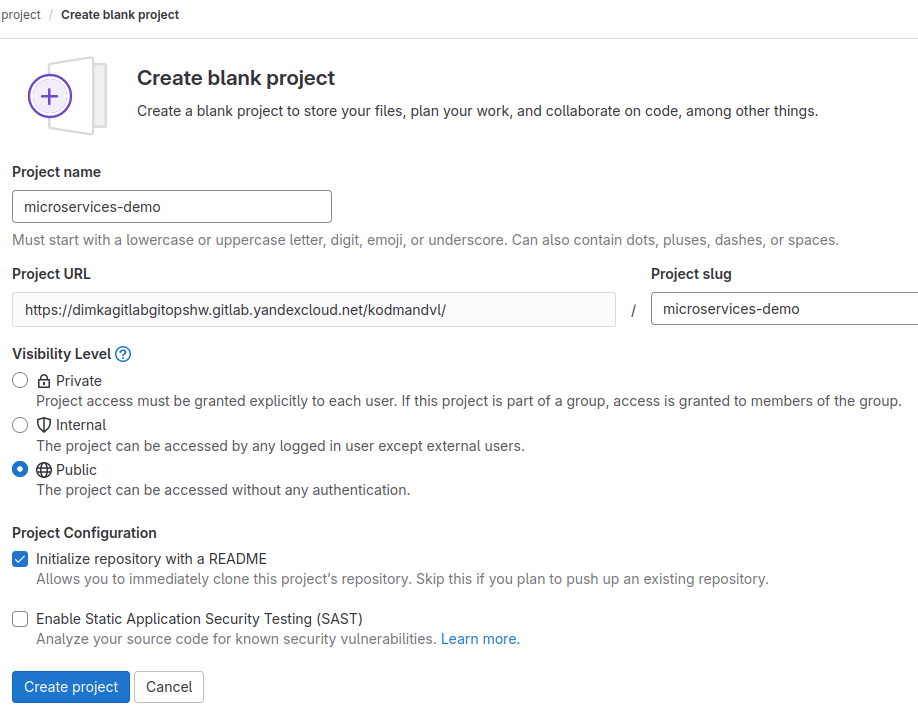 project / Create blank project
Create blank project
Create a blank project to store your files, plan your work, and collaborate on code, among other things.
Project name
microservices-demo
Must start with a lowercase or uppercase letter, digit, emoji, or underscore. Can also contain dots, pluses, dashes, or spaces.
Project URL
Project slug
https://dimkagitlabgitopshw.gitlab.yandexcloud.net/kodmandvl/ / microservices-demo
Visibility Level ?
Private
Project access must be granted explicitly to each user. If this project is part of a group, access is granted to members of the group.
Internal
The project can be accessed by any logged in user except external users.
Public
The project can be accessed without any authentication.
Project Configuration
Initialize repository with a README
Allows you to immediately clone this project’s repository. Skip this if you plan to push up an existing repository.
Enable Static Application Security Testing (SAST)
Analyze your source code for known security vulnerabilities. Learn more.
Create project
Cancel